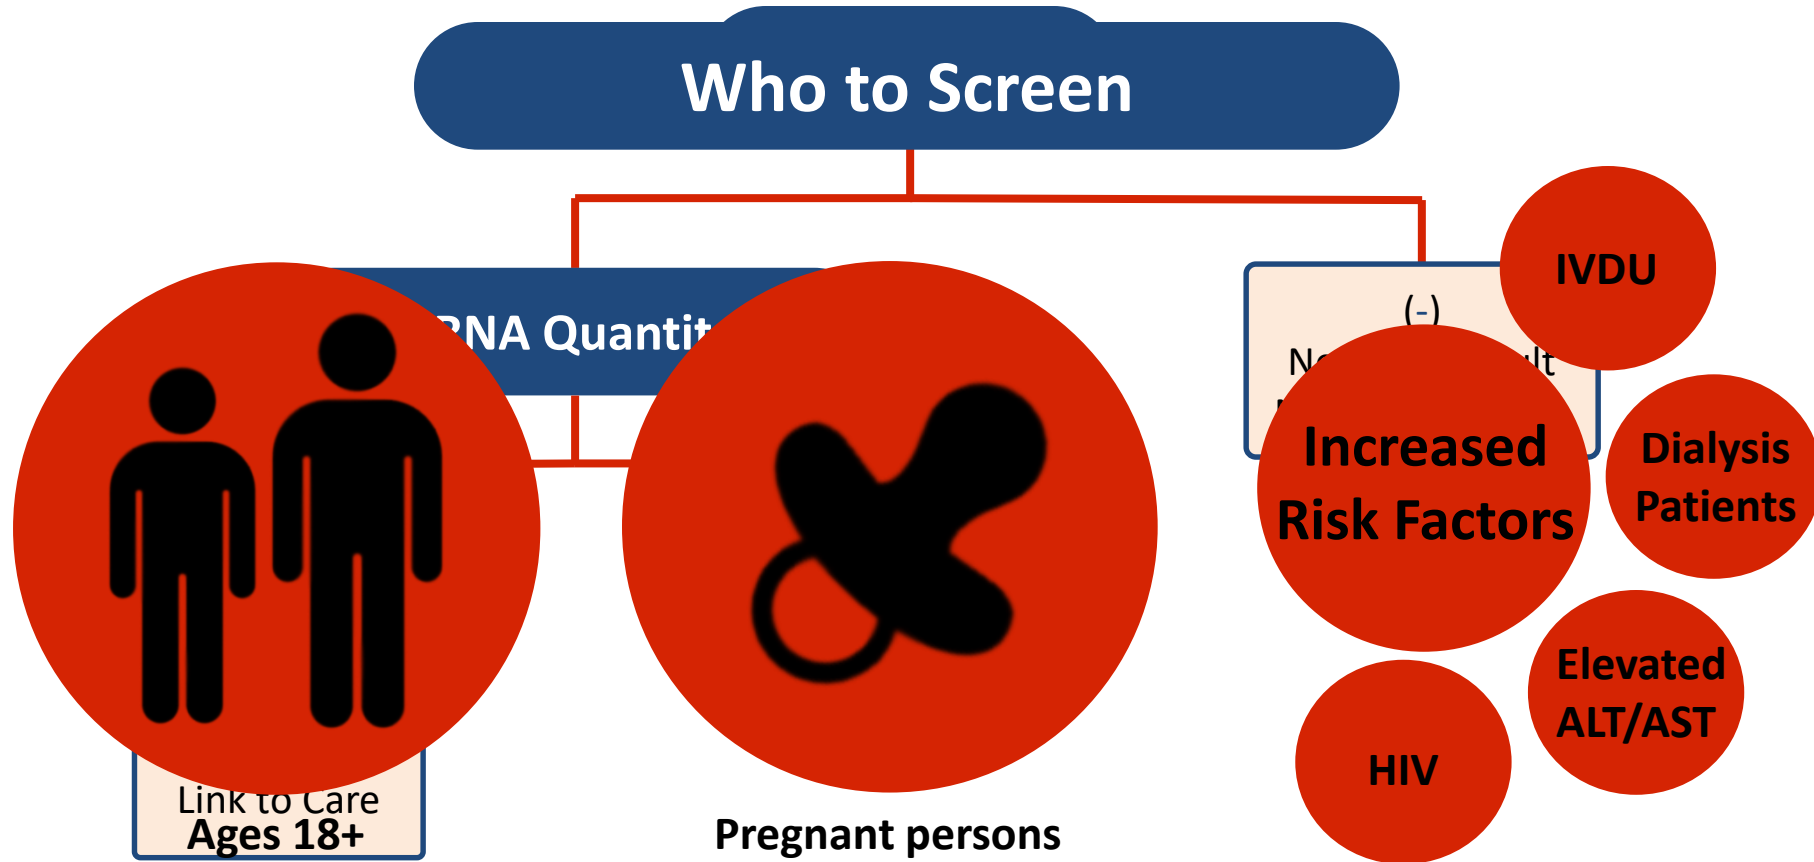 Who to Screen
RNA Quantit
(-)
IVDU
Increased
Risk Factors
Dialysis
Patients
Elevated
ALT/AST
HIV
Link to Care
Ages 18+
Pregnant persons